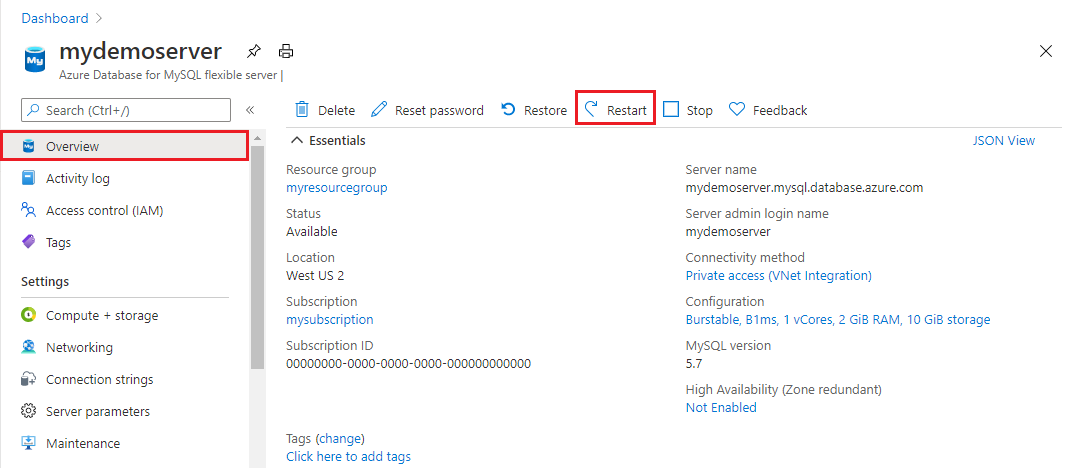 Dashboard >
mydemoserver
My
Azure Database for MySQL flexible server |
Search (Ctrl+/)
«
Delete
Reset password
Restore
Restart
Stop
Feedback
My Overview
Activity log
Access control (IAM)
Tags
Settings
Compute + storage
Networking
Connection strings
Server parameters
Maintenance
Essentials
JSON View
Resource group
myresourcegroup
Status
Available
Location
West US 2
Subscription
mysubscription
Subscription ID
00000000-0000-0000-0000-000000000000
Server name
mydemoserver.mysql.database.azure.com
Server admin login name
mydemoserver
Connectivity method
Private access (VNet Integration)
Configuration
Burstable, B1ms, 1 vCores, 2 GiB RAM, 10 GiB storage
MySQL version
5.7
High Availability (Zone redundant)
Not Enabled
Tags (change)
Click here to add tags